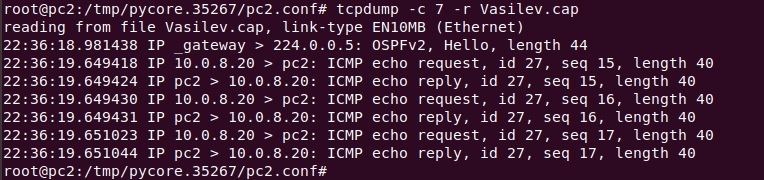 root@pc2:/tmp/pycore.35267/pc2.conf# tcpdump -c 7 -r Vasilev.cap
reading from file Vasilev.cap, link-type EN10MB (Ethernet)
22:36:18.981438 IP _gateway > 224.0.0.5: OSPFv2, Hello, length 44
22:36:19.649418 IP 10.0.8.20 > pc2: ICMP echo request, id 27, seq 15, length 40
22:36:19.649424 IP pc2 > 10.0.8.20: ICMP echo reply, id 27, seq 15, length 40
22:36:19.649430 IP 10.0.8.20 > pc2: ICMP echo request, id 27, seq 16, length 40
22:36:19.649431 IP pc2 > 10.0.8.20: ICMP echo reply, id 27, seq 16, length 40
22:36:19.651023 IP 10.0.8.20 > pc2: ICMP echo request, id 27, seq 17, length 40
22:36:19.651044 IP pc2 > 10.0.8.20: ICMP echo reply, id 27, seq 17, length 40
root@pc2:/tmp/pycore.35267/pc2.conf#